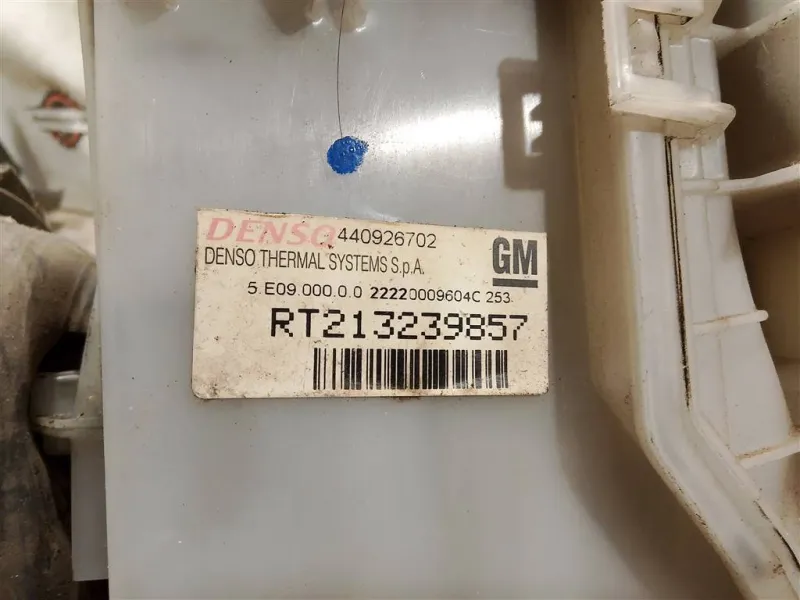 DENSO 440926702
DENSO THERMAL SYSTEMS S.p.A.
GM
5 E09 000.0.0 22220009604C 253
RT213239857